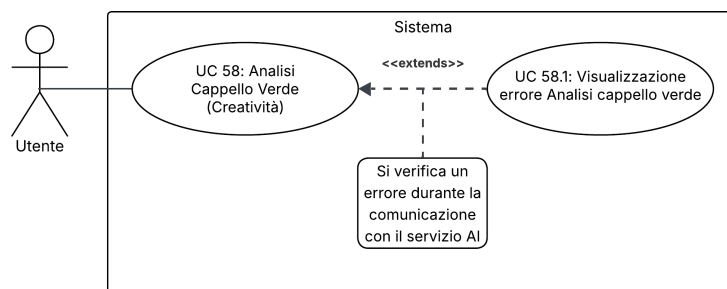 Sistema
Utente
UC 58: Analisi
Cappello Verde
(Creatività)
<<extends>>
UC 58.1: Visualizzazione
errore Analisi cappello verde
Si verifica un
errore durante la
comunicazione
con il servizio AI